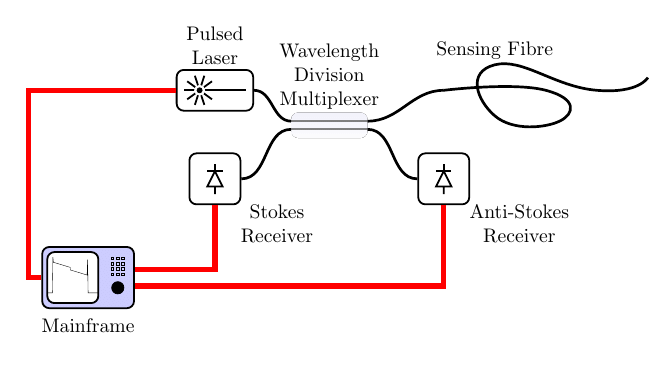 Pulsed
Laser
Wavelength
Division
Multiplexer
Sensing Fibre
Stokes
Receiver
Anti-Stokes
Receiver
Mainframe